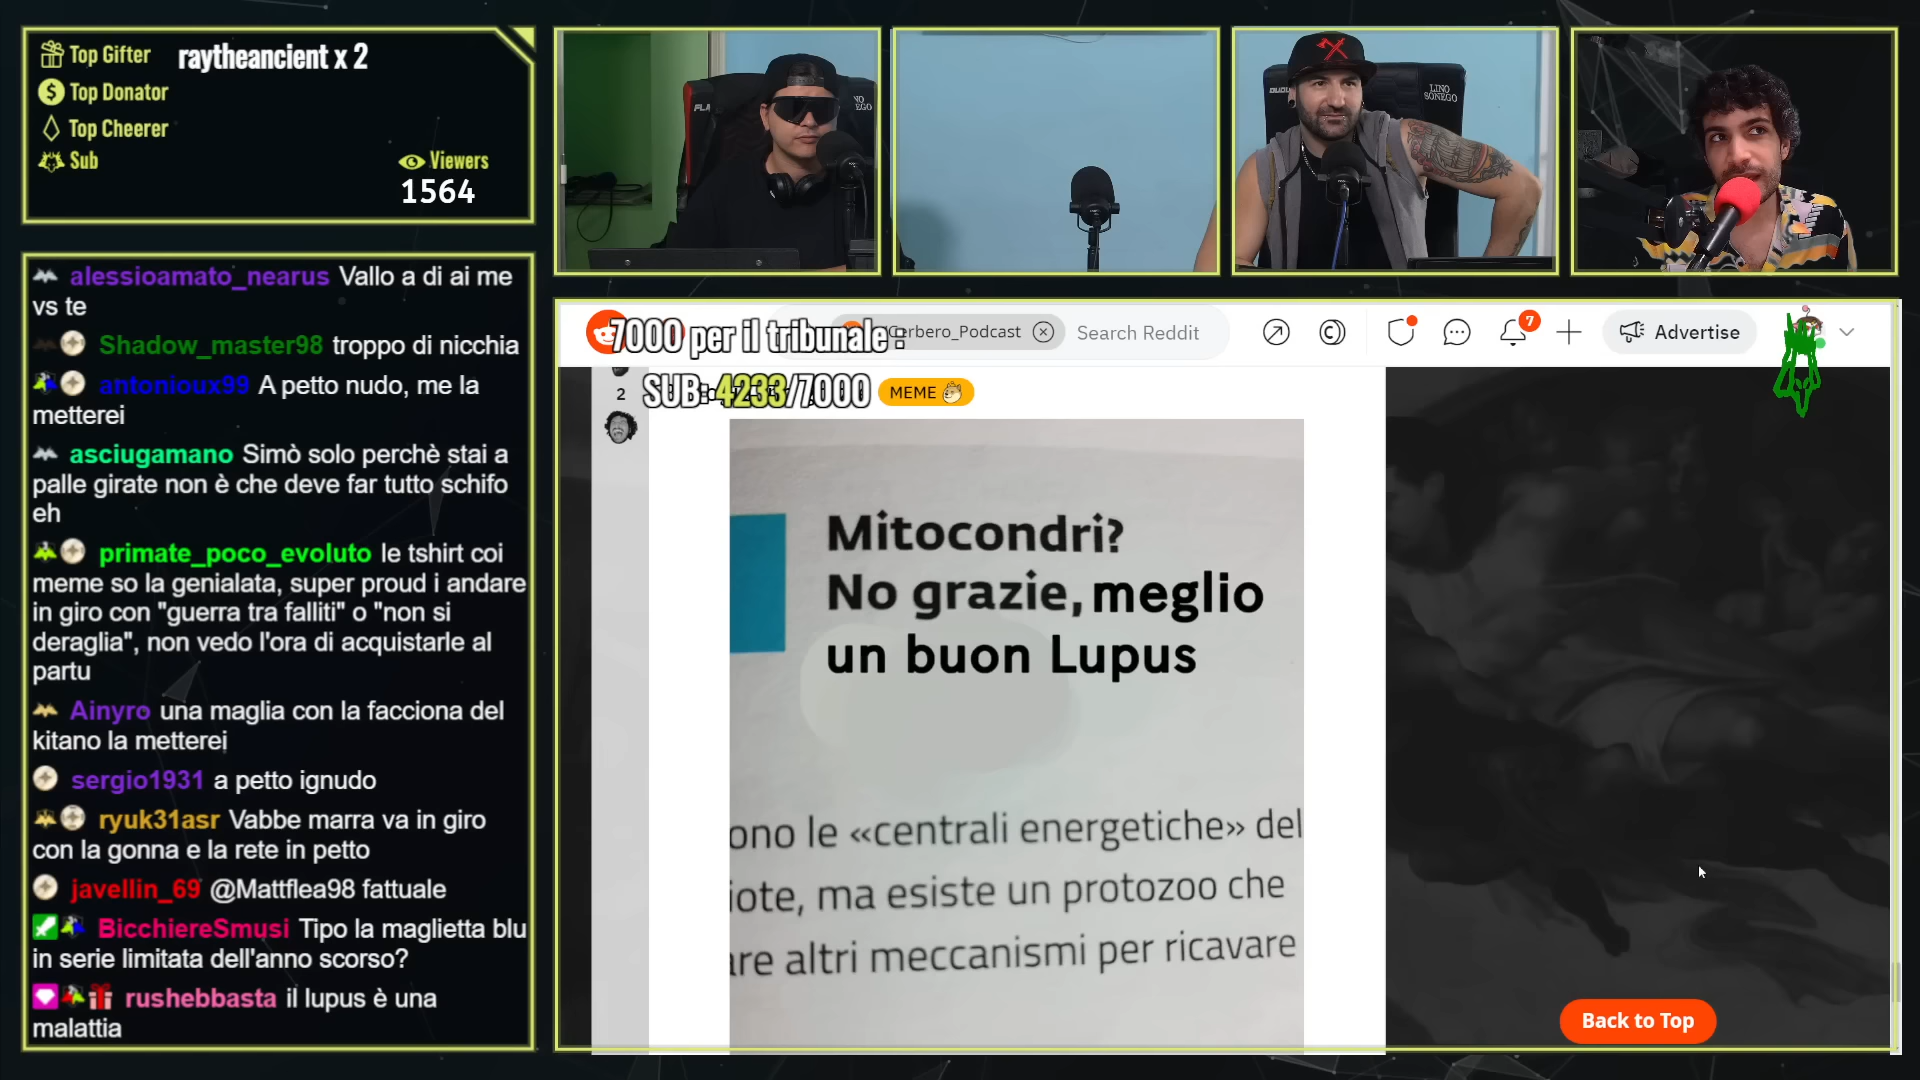 Top Gifter raytheancient x 2
Top Donator
Top Cheerer
Sub
Viewers
1564
alessioamato_nearus Vallo a di ai me
vs te
Shadow_master98 troppo di nicchia
antonioux99 A petto nudo, me la
metterei
asciugamano Simò solo perchè stai a
palle girate non è che deve far tutto schifo
eh
primate_poco_evoluto le tshirt coi
meme so la genialata, super proud i andare
in giro con "guerra tra falliti" o "non si
deraglia", non vedo l'ora di acquistarle al
partu
Ainyro una maglia con la facciona del
kitano la metterei
sergio1931 a petto ignudo
ryuk31asr Vabbe marra va in giro
con la gonna e la rete in petto
javellin_69 @Mattflea98 fattuale
BicchiereSmusi Tipo la maglietta blu
in serie limitata dell'anno scorso?
rushebbasta il lupus è una
malattia
LINO
SONEGO
7000 per il tribunale :
Cerbero_Podcast
Search Reddit
7
Advertise
2
SUB: 4233/7000
MEME
Mitocondri?
No grazie, meglio
un buon Lupus
ono le «centrali energetiche» del
iote, ma esiste un protozoo che
are altri meccanismi per ricavare
Back to Top